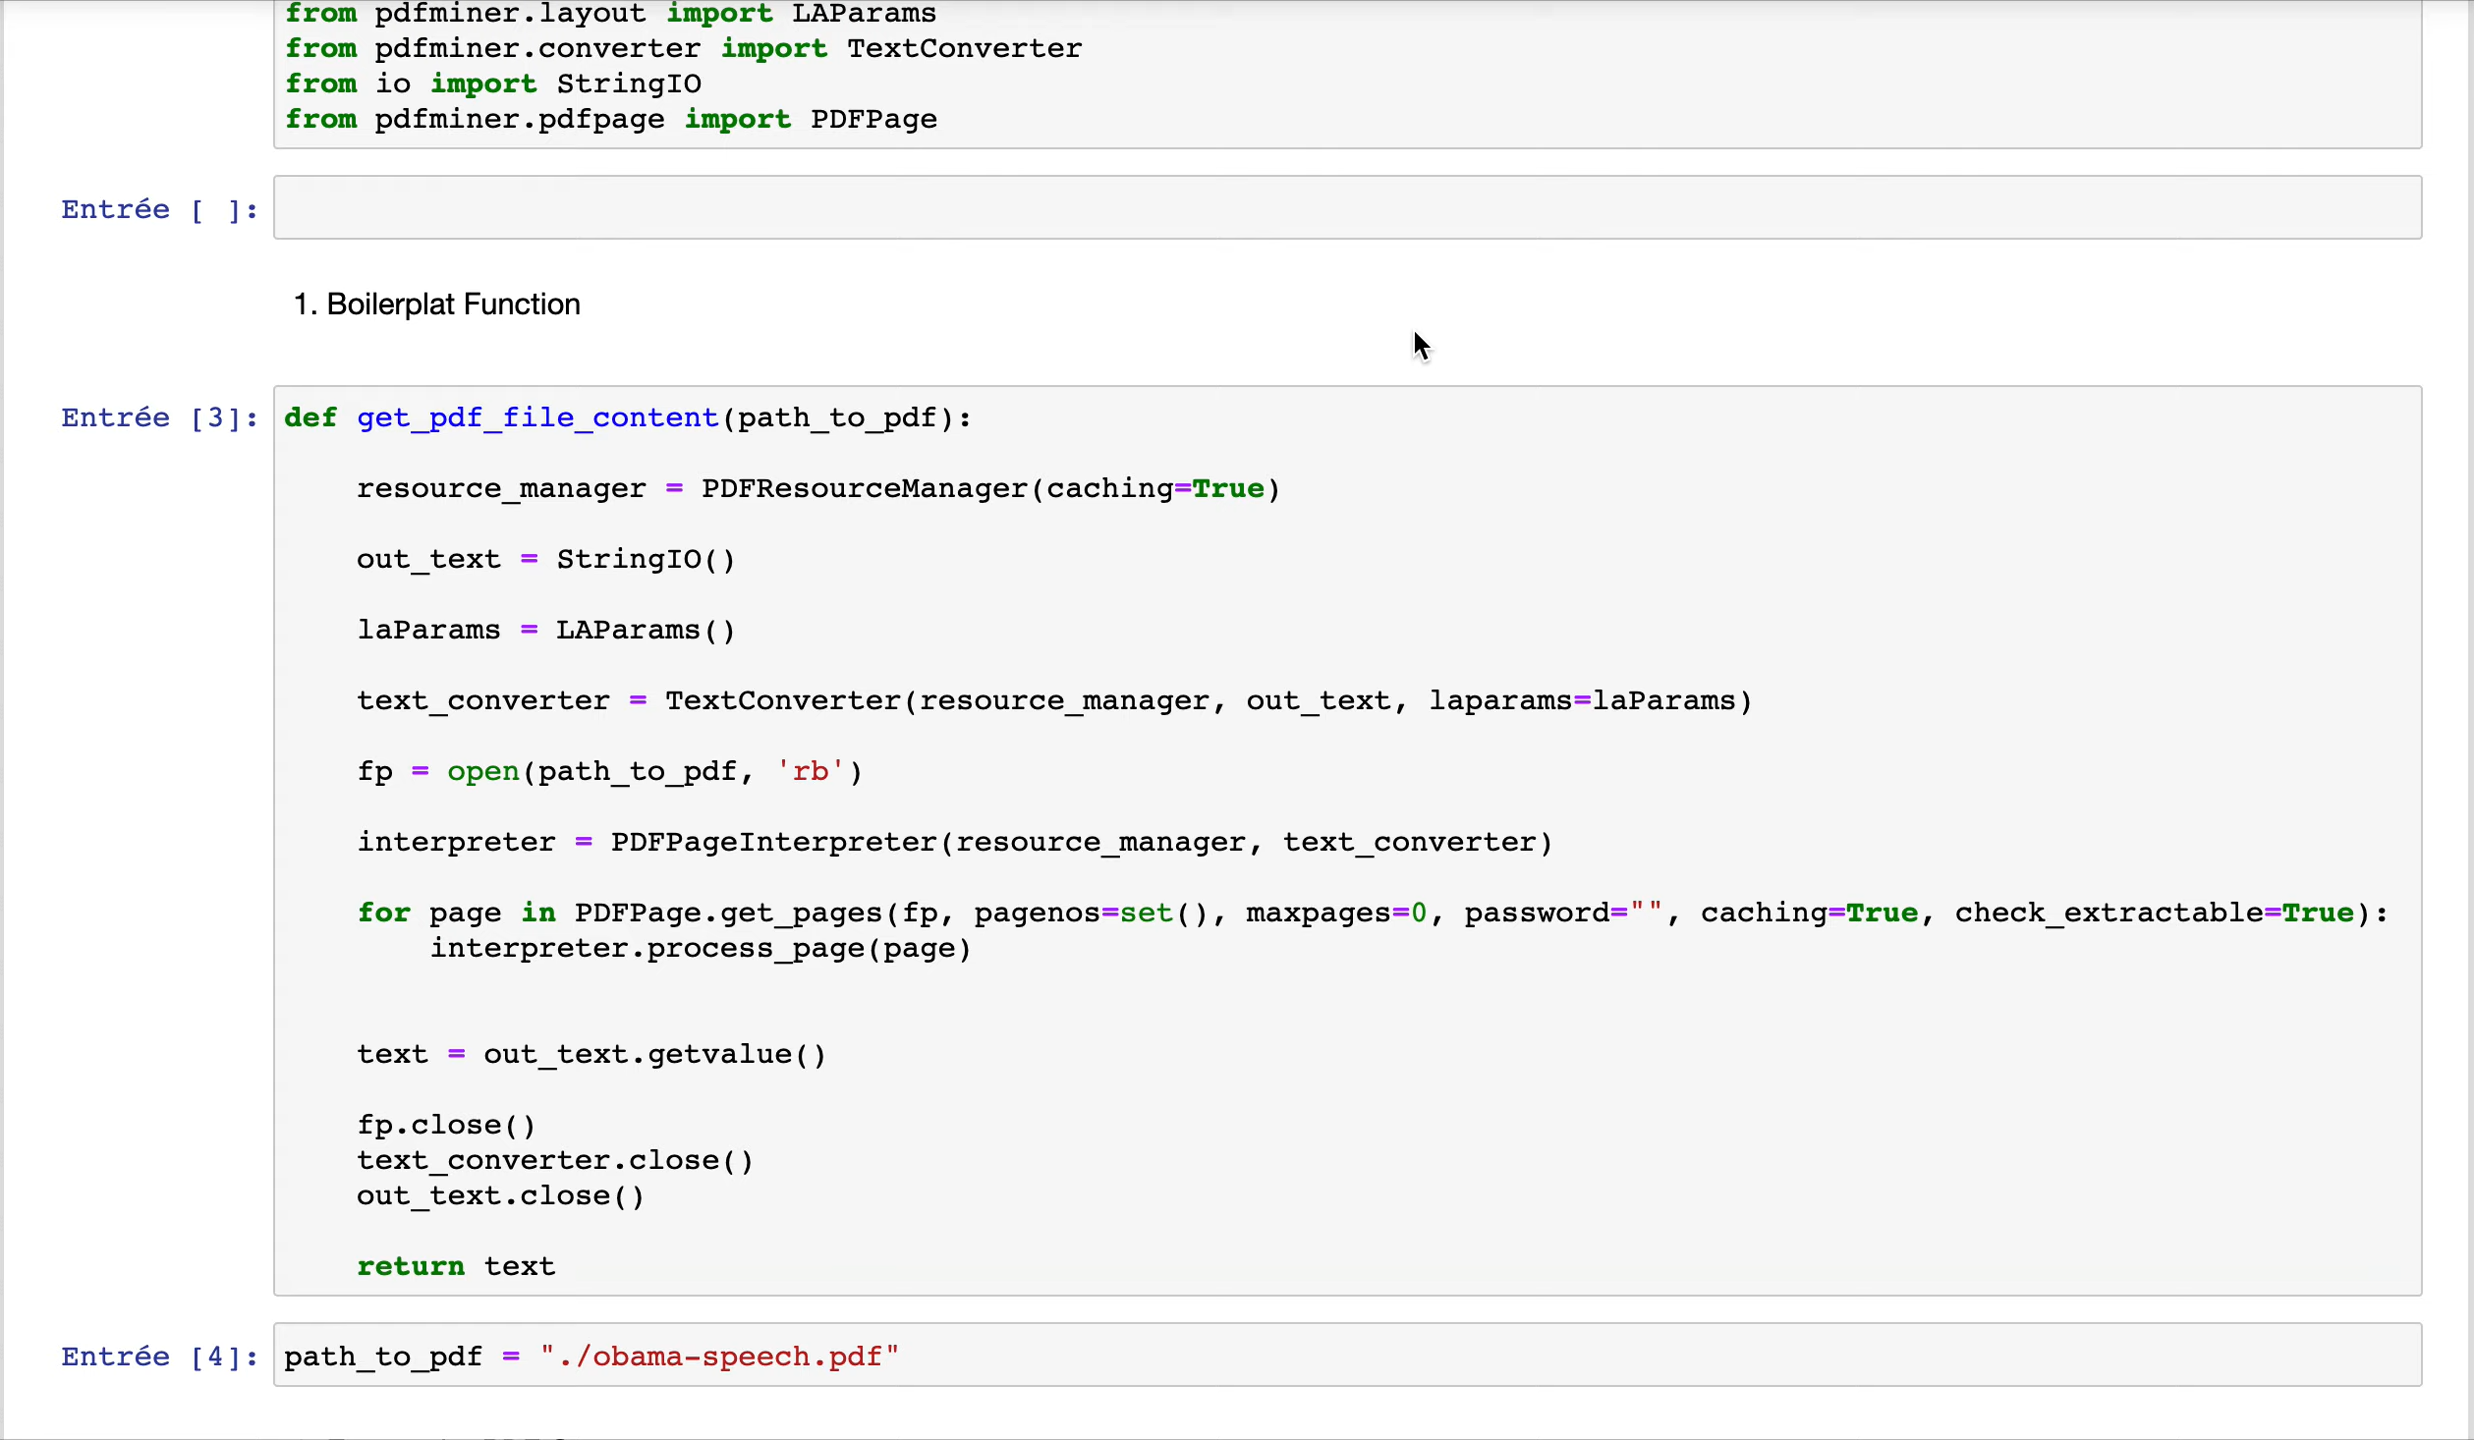 from pdfminer.layout import LAParams
from pdfminer.converter import TextConverter
from io import StringIO
from pdfminer.pdfpage import PDFPage
Entrée [ ]:
1. Boilerplat Function
Entrée [3]:
def get_pdf_file_content(path_to_pdf):
    resource_manager = PDFResourceManager(caching=True)
    out_text = StringIO()
    laParams = LAParams()
    text_converter = TextConverter(resource_manager, out_text, laparams=laParams)
    fp = open(path_to_pdf, 'rb')
    interpreter = PDFPageInterpreter(resource_manager, text_converter)
    for page in PDFPage.get_pages(fp, pagenos=set(), maxpages=0, password="", caching=True, check_extractable=True):
        interpreter.process_page(page)
    text = out_text.getvalue()
    fp.close()
    text_converter.close()
    out_text.close()
    return text
Entrée [4]:
path_to_pdf = "./obama-speech.pdf"